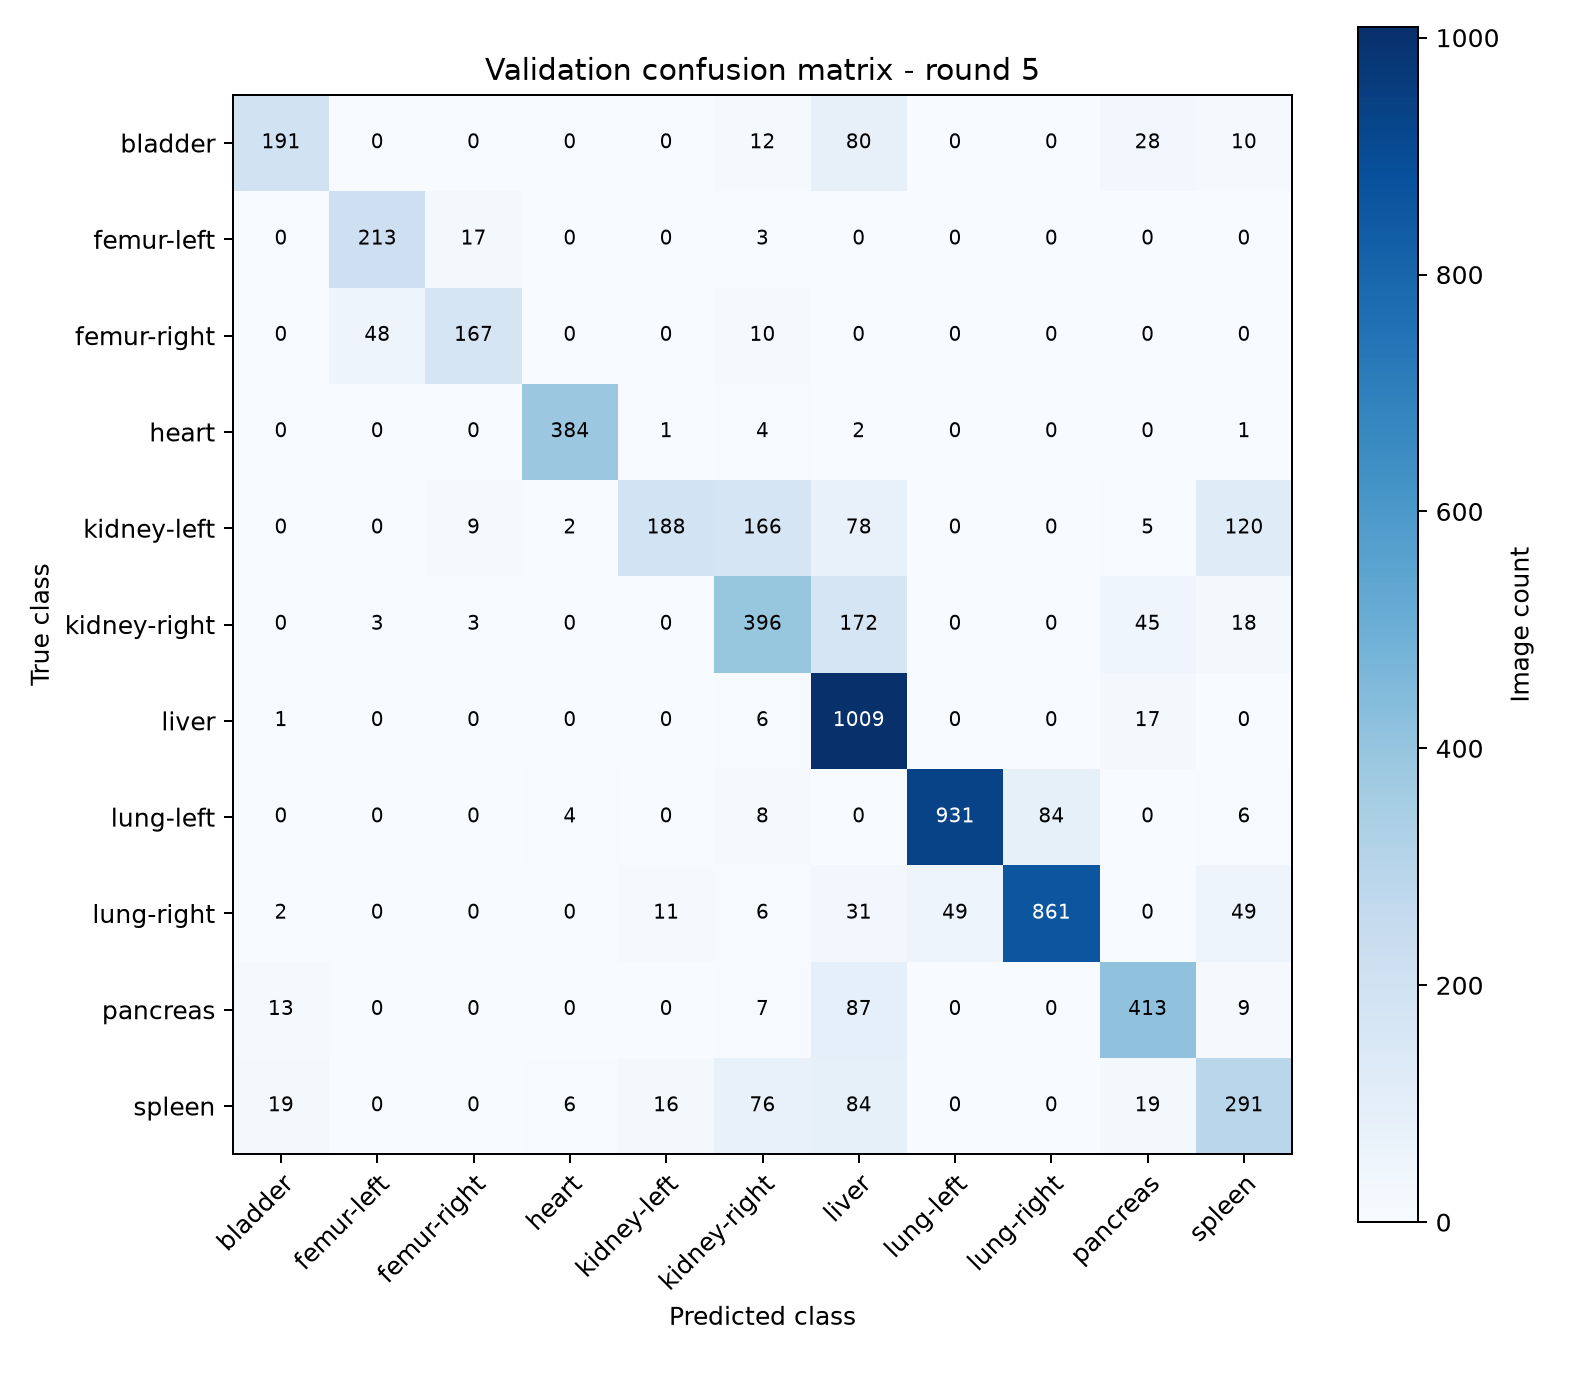 Validation confusion matrix - round 5
bladder 191 0 0 0 0 12 80 0 0 28 10
femur-left 0 213 17 0 0 3 0 0 0 0 0
femur-right 0 48 167 0 0 10 0 0 0 0 0
heart 0 0 0 384 1 4 2 0 0 0 1
kidney-left 0 0 9 2 188 166 78 0 0 5 120
kidney-right 0 3 3 0 0 396 172 0 0 45 18
liver 1 0 0 0 0 6 1009 0 0 17 0
lung-left 0 0 0 4 0 8 0 931 84 0 6
lung-right 2 0 0 0 11 6 31 49 861 0 49
pancreas 13 0 0 0 0 7 87 0 0 413 9
spleen 19 0 0 6 16 76 84 0 0 19 291
True class
bladder femur-left femur-right heart kidney-left kidney-right liver lung-left lung-right pancreas spleen
Predicted class
1000
800
600
400
200
0
Image count